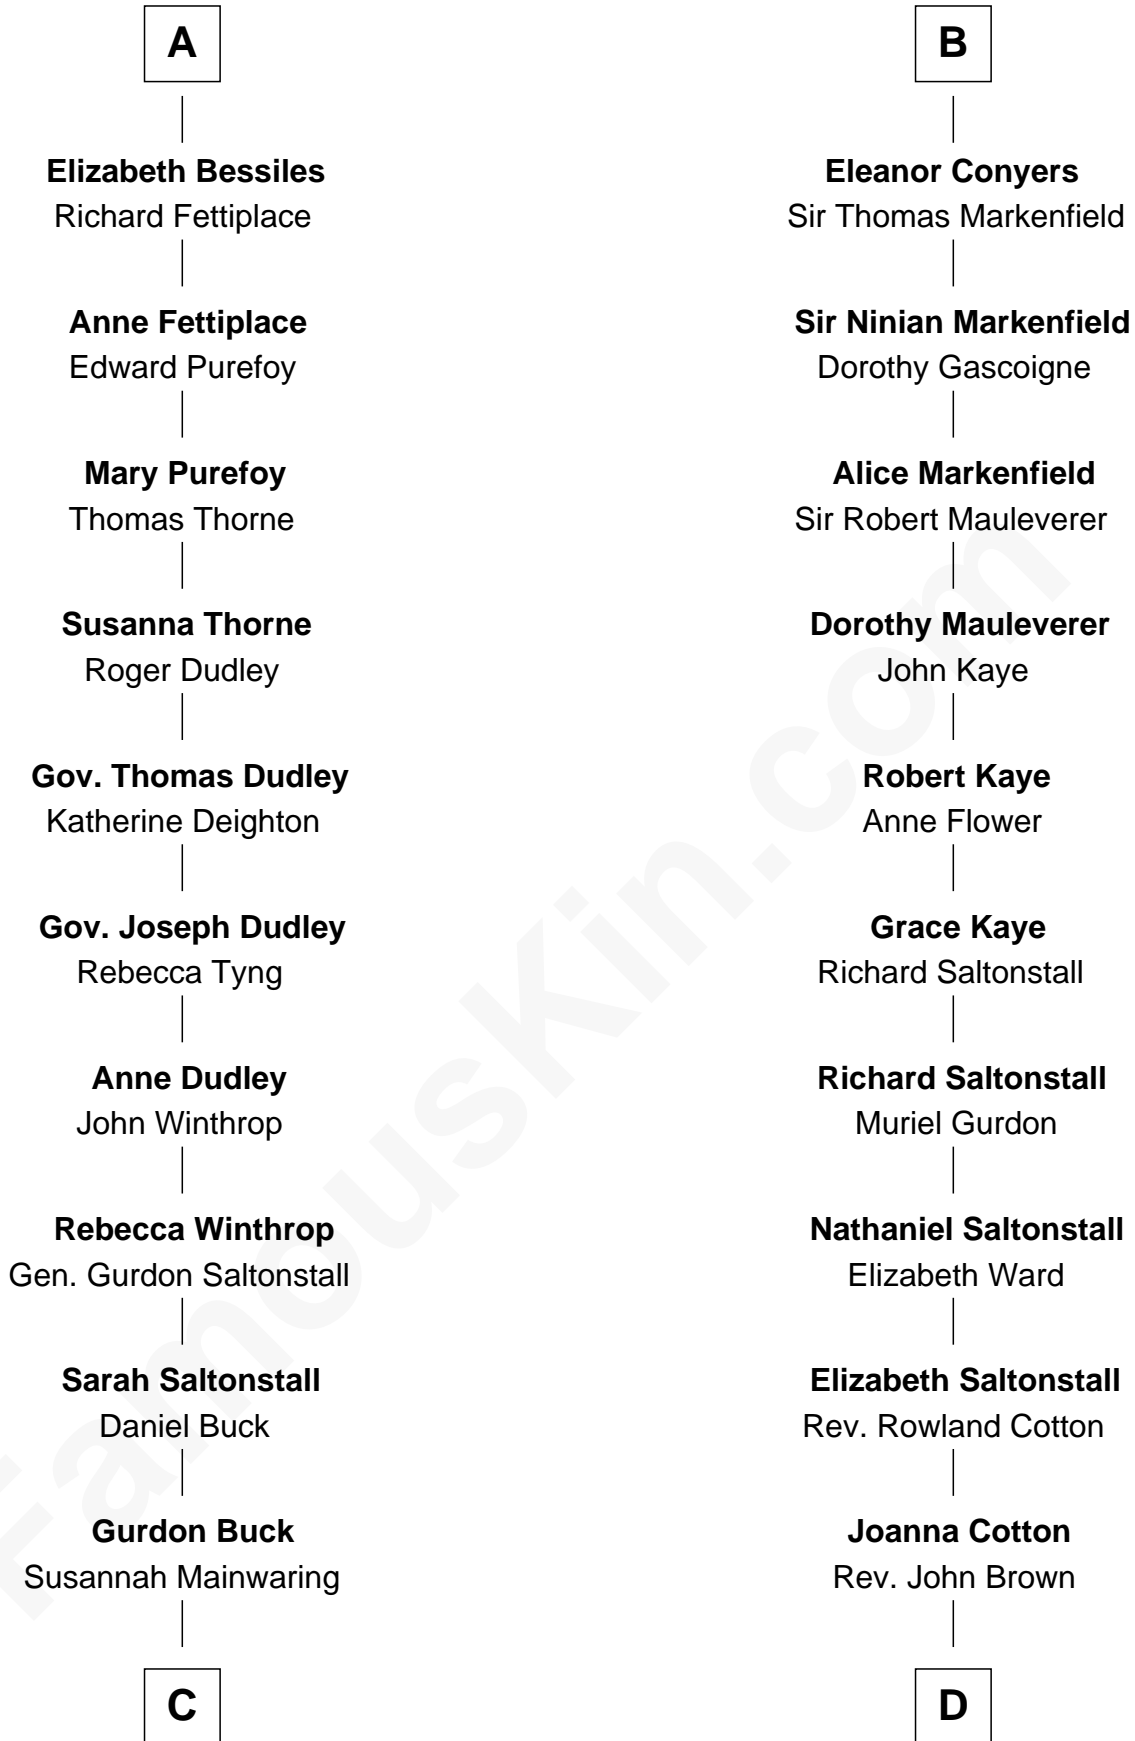 A
Elizabeth Bessiles
Richard Fettiplace
Anne Fettiplace
Edward Purefoy
Mary Purefoy
Thomas Thorne
Susanna Thorne
Roger Dudley
Gov. Thomas Dudley
Katherine Deighton
Gov. Joseph Dudley
Rebecca Tyng
Anne Dudley
John Winthrop
Rebecca Winthrop
Gen. Gurdon Saltonstall
Sarah Saltonstall
Daniel Buck
Gurdon Buck
Susannah Mainwaring
C
B
Eleanor Conyers
Sir Thomas Markenfield
Sir Ninian Markenfield
Dorothy Gascoigne
Alice Markenfield
Sir Robert Mauleverer
Dorothy Mauleverer
John Kaye
Robert Kaye
Anne Flower
Grace Kaye
Richard Saltonstall
Richard Saltonstall
Muriel Gurdon
Nathaniel Saltonstall
Elizabeth Ward
Elizabeth Saltonstall
Rev. Rowland Cotton
Joanna Cotton
Rev. John Brown
D
FamousKin.com